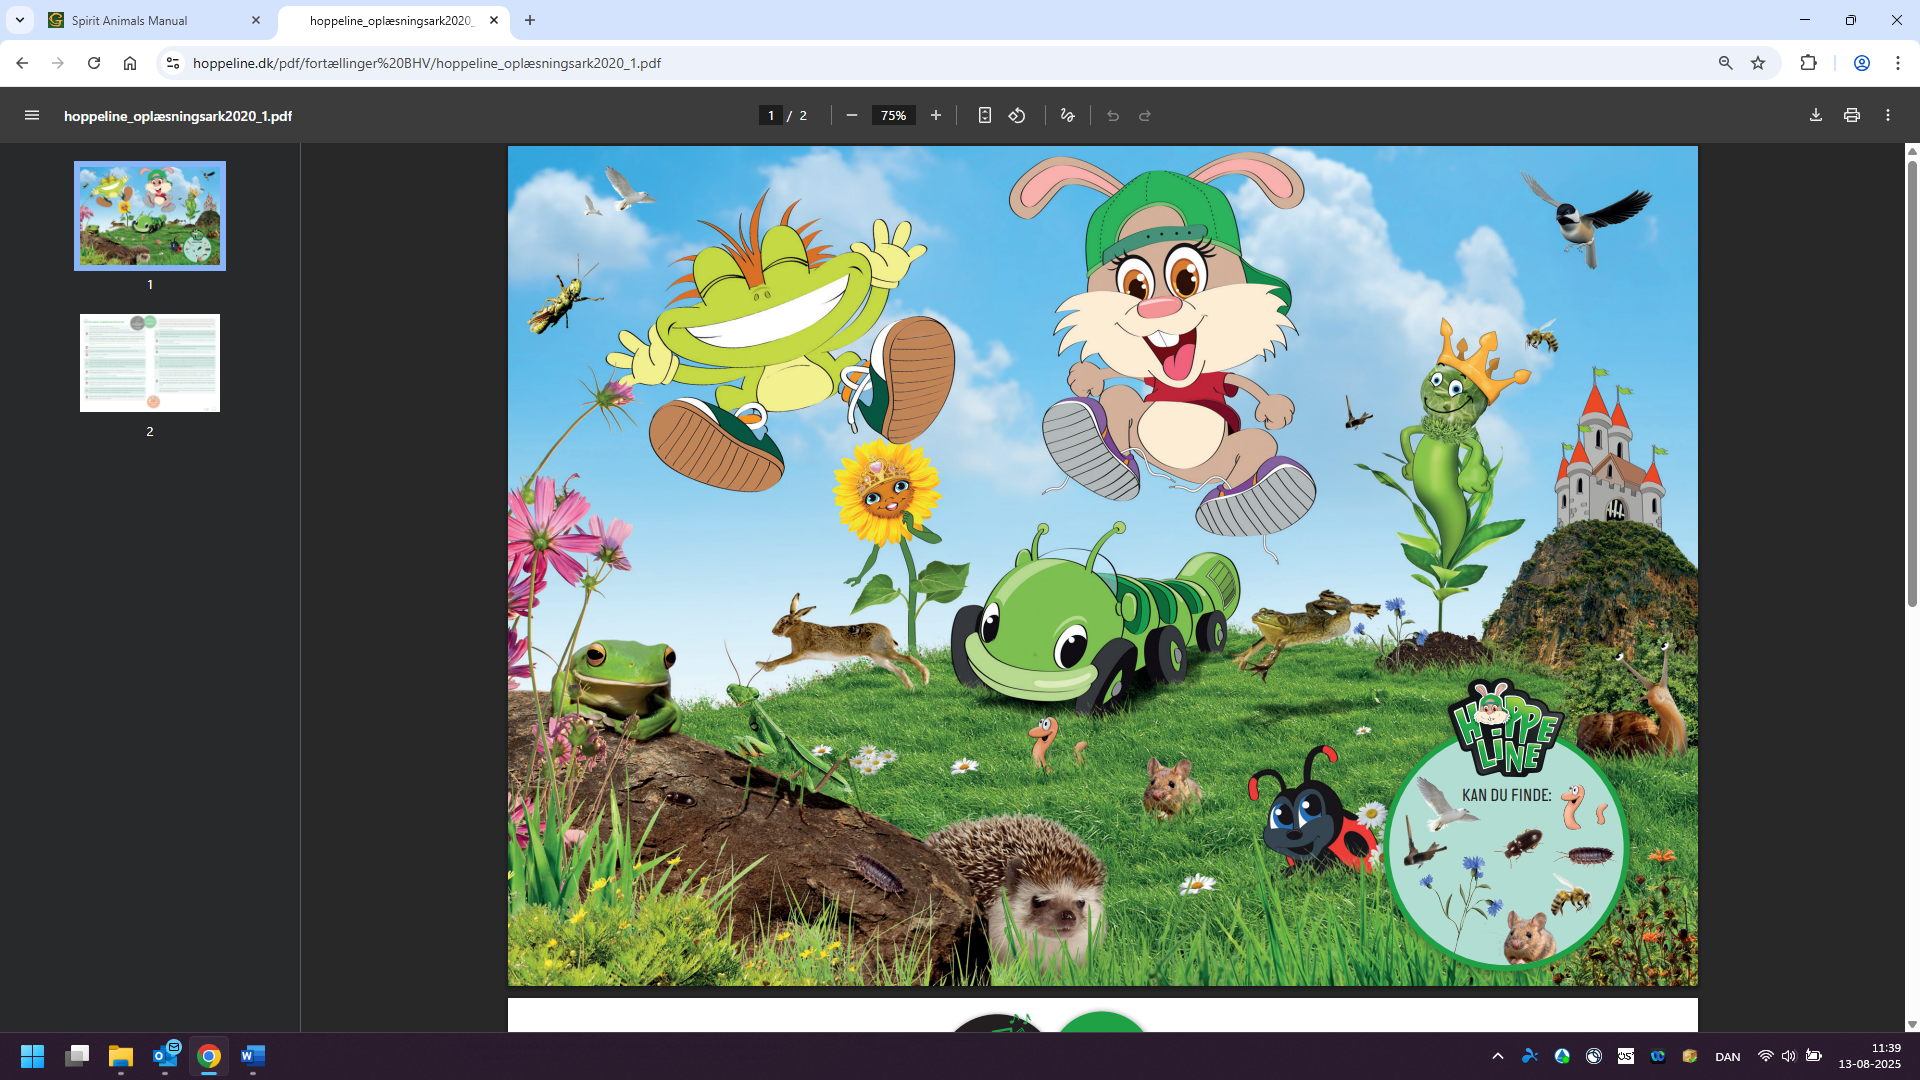 Spirit Animals Manual
hoppeline_oplæsningsark2020_
hoppeline.dk/pdf/fortællinger%20BHV/hoppeline_oplæsningsark2020_1.pdf
hoppeline_oplæsningsark2020_1.pdf
1 / 2
75%
1
2
HOPPE
LINE
KAN DU FINDE:
DAN
11:39
13-08-2025